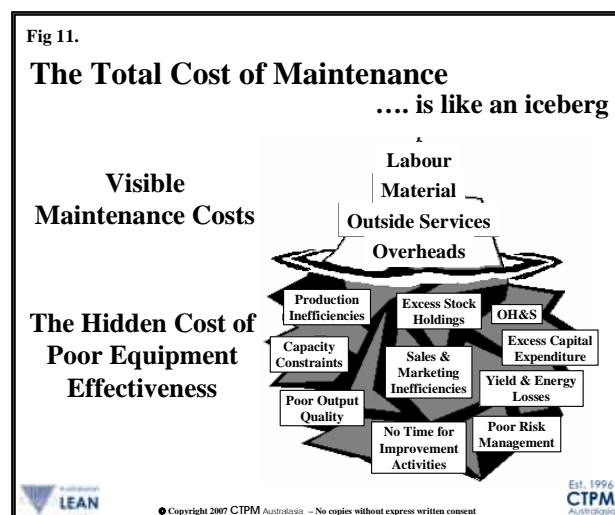 Fig 11.
The Total Cost of Maintenance
…. is like an iceberg
Visible
Maintenance Costs
Labour
Material
Outside Services
Overheads
The Hidden Cost of
Poor Equipment
Effectiveness
Production
Inefficiencies
Excess Stock
Holdings
OH&S
Capacity
Constraints
Sales &
Marketing
Inefficiencies
Excess Capital
Expenditure
Yield & Energy
Losses
Poor Output
Quality
No Time for
Improvement
Activities
Poor Risk
Management
Australasian
LEAN
Copyright 2007 CTPM Australasia – No copies without express written consent
Est. 1996
CTPM
Australasia